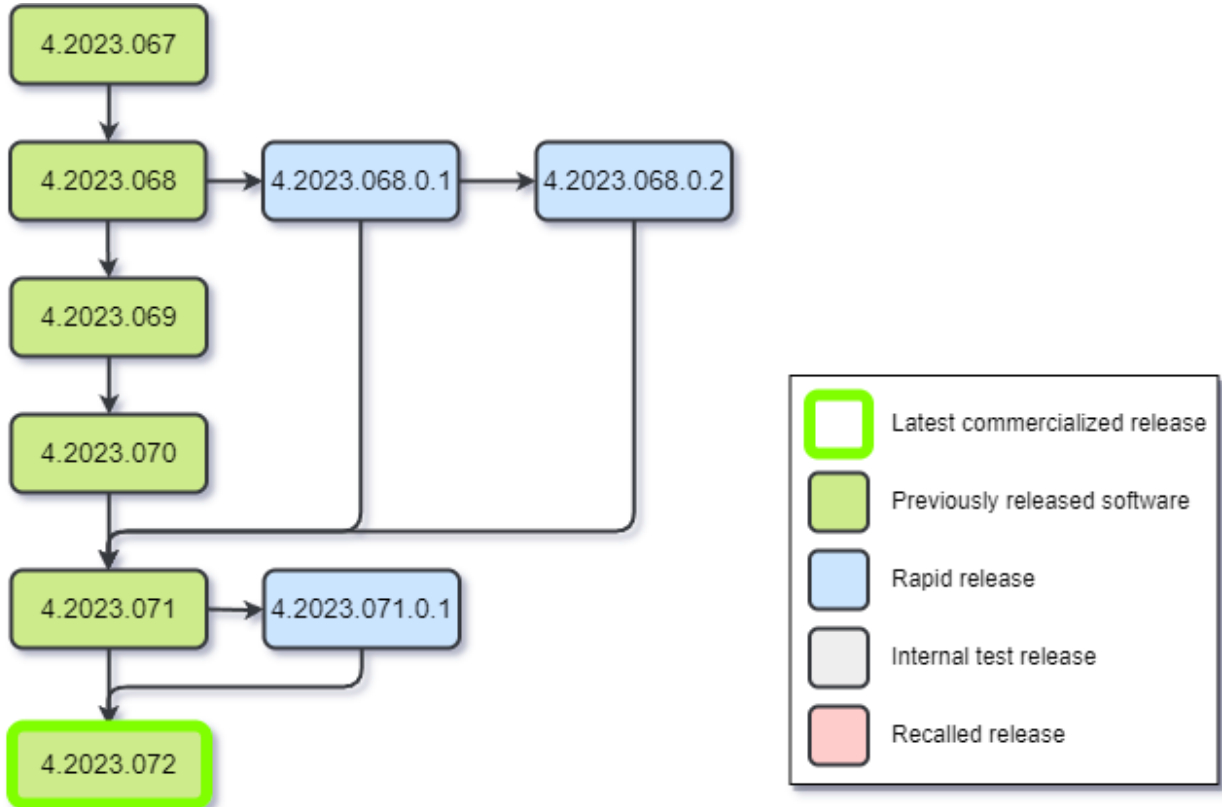 4.2023.067
4.2023.068
4.2023.068.0.1
4.2023.068.0.2
4.2023.069
4.2023.070
4.2023.071
4.2023.071.0.1
4.2023.072
Latest commercialized release
Previously released software
Rapid release
Internal test release
Recalled release